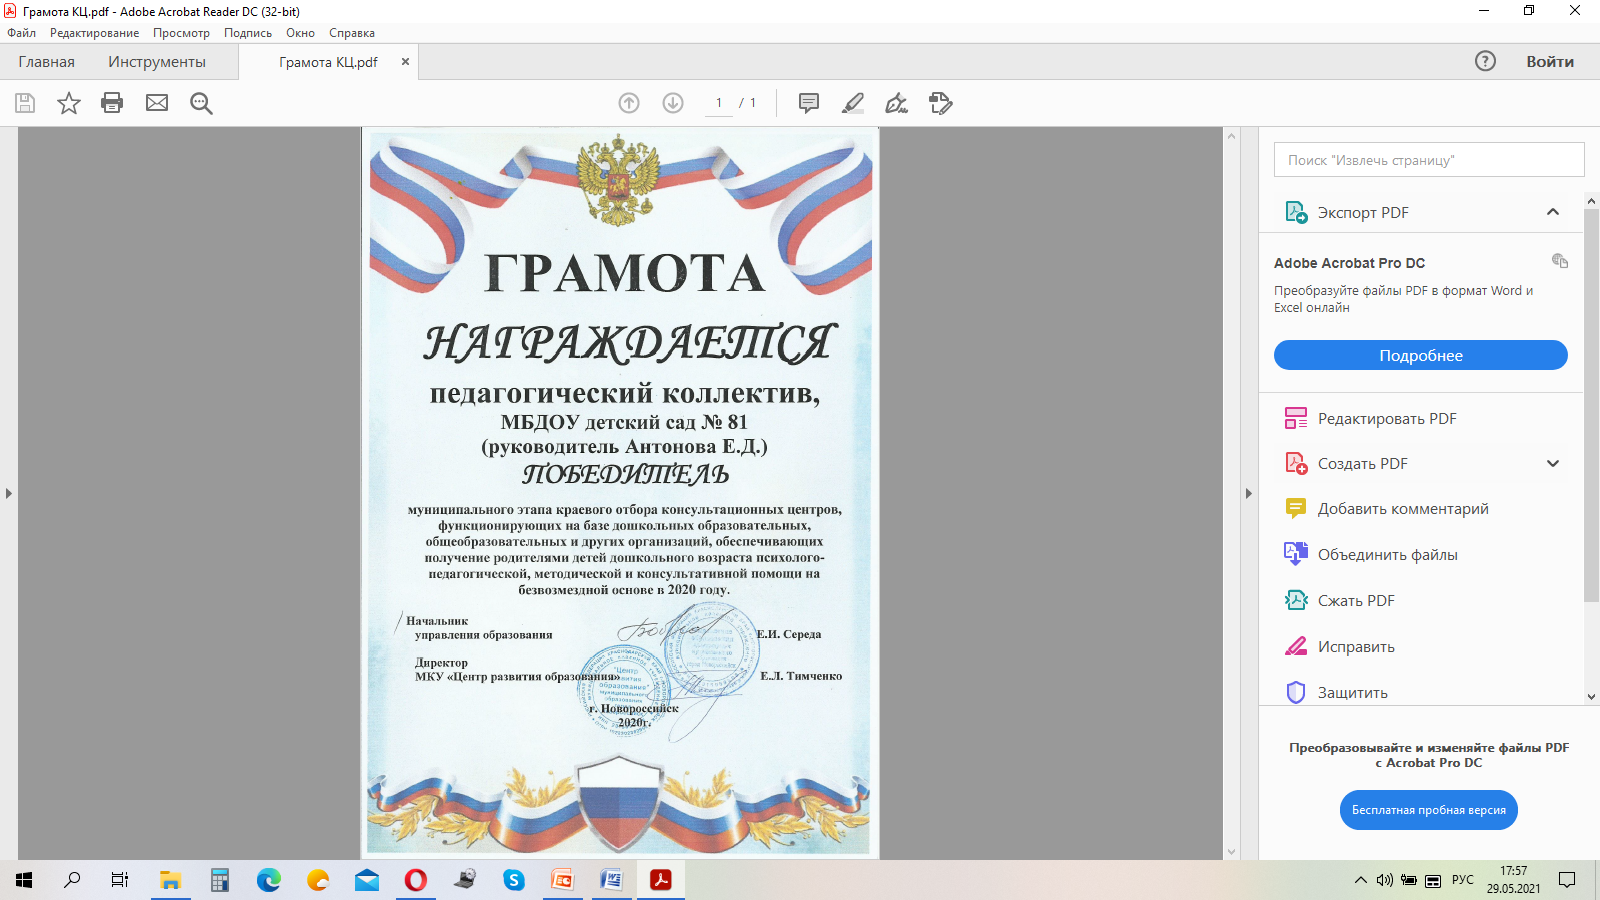 Грамота КЦ.pdf - Adobe Acrobat Reader DC (32-bit)
Файл Редактирование Просмотр Подпись Окно Справка
Главная Инструменты Грамота КЦ.pdf × Войти
1 / 1
ГРАМОТА
НАГРАЖДАЕТСЯ
педагогический коллектив,
МБДОУ детский сад № 81
(руководитель Антонова Е.Д.)
ПОБЕДИТЕЛЬ
муниципального этапа краевого отбора консультационных центров,
функционирующих на базе дошкольных образовательных,
общеобразовательных и других организаций, обеспечивающих
получение родителями детей дошкольного возраста психолого-
педагогической, методической и консультативной помощи на
безвозмездной основе в 2020 году.
Начальник
управления образования Е.И. Середа
Директор
МКУ «Центр развития образования» Е.Л. Тимченко
"Центр
развития
образования"
г. Новороссийск
2020г.
Поиск "Извлечь страницу"
Экспорт PDF
Adobe Acrobat Pro DC
Преобразуйте файлы PDF в формат Word и
Excel онлайн
Подробнее
Редактировать PDF
Создать PDF
Добавить комментарий
Объединить файлы
Сжать PDF
Исправить
Защитить
Преобразовывайте и изменяйте файлы PDF
с Acrobat Pro DC
Бесплатная пробная версия
РУС
17:57
29.05.2021